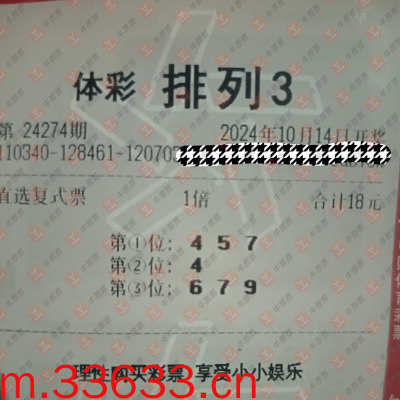 体彩 排列3
第 24274期 2024年10月14日开奖
110340-128461-120705
直选复式票 1倍 合计18元
第①位: 4 5 7
第②位: 4
第③位: 6 7 9
理性购买彩票 享受小小娱乐
m.33633.cn